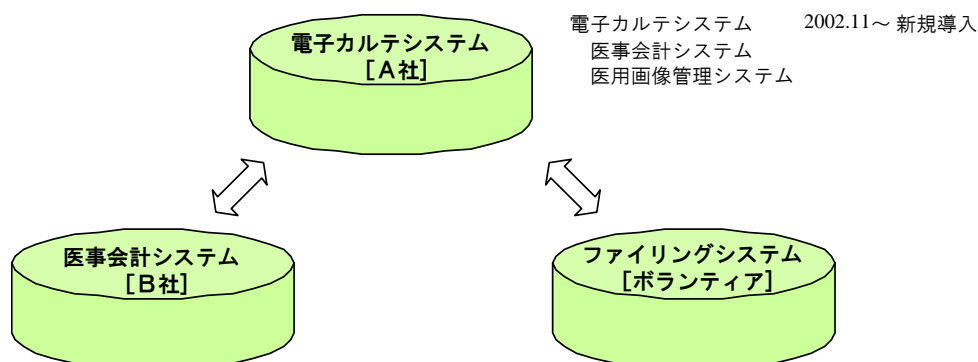 電子カルテシステム
[A社]
電子カルテシステム 2002.11～ 新規導入
医事会計システム
医用画像管理システム
医事会計システム
[B社]
ファイリングシステム
[ボランティア]